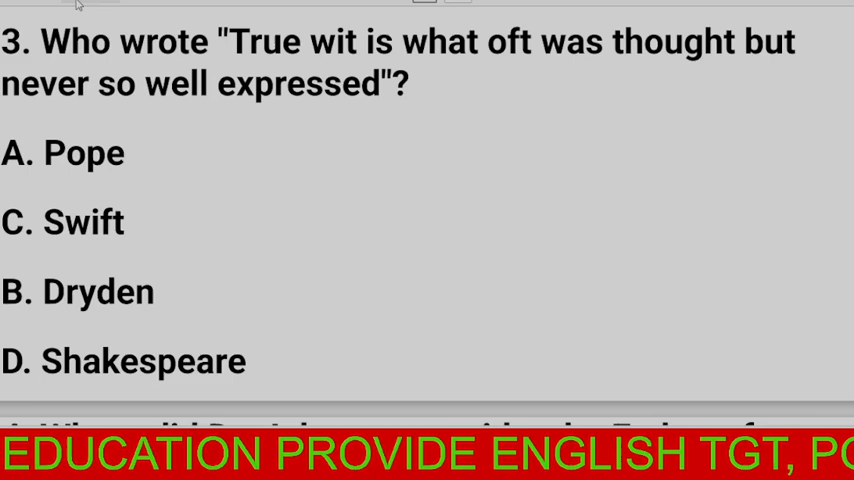 3. Who wrote "True wit is what oft was thought but
never so well expressed"?
A. Pope
C. Swift
B. Dryden
D. Shakespeare
EDUCATION PROVIDE ENGLISH TGT,